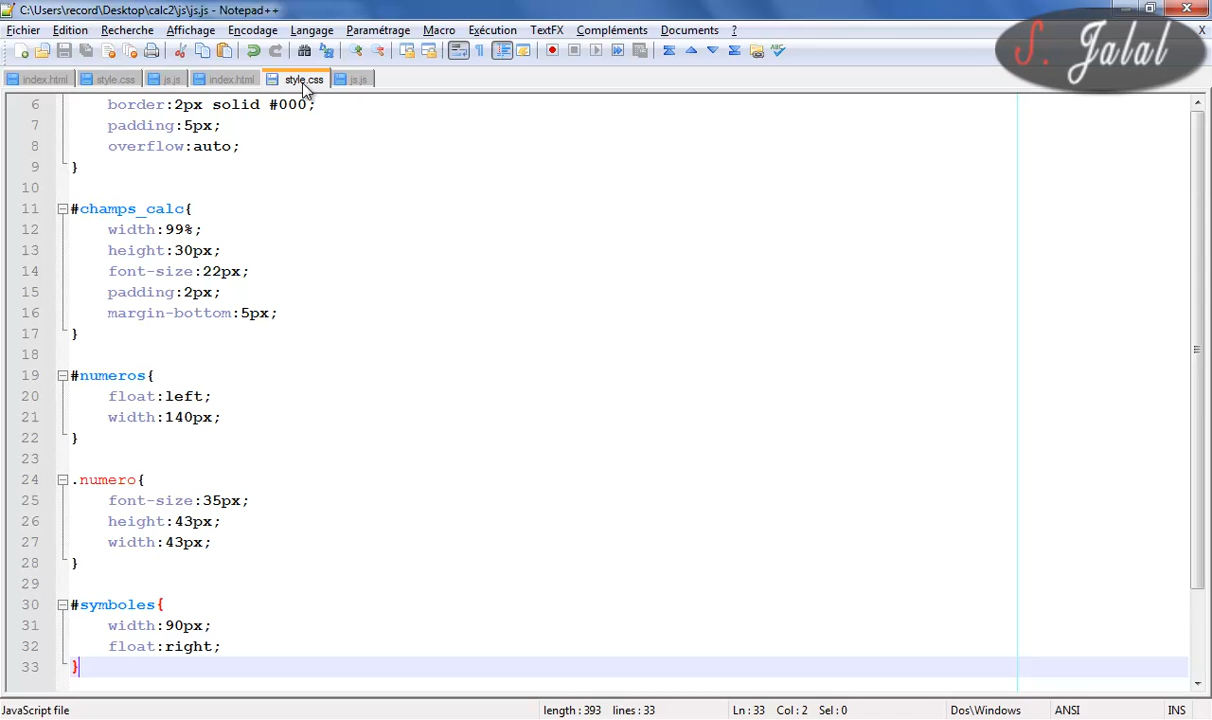 C:\Users\record\Desktop\calc2\js\js.js - Notepad++
Fichier Edition Recherche Affichage Encodage Langage Paramétrage Macro Exécution TextFX Compléments Documents ? X
S. Jalal
index.html style.css js.js index.html style.css js.js
6 border:2px solid #000;
7 padding:5px;
8 overflow:auto;
9 }
10
11 #champs_calc{
12 width:99%;
13 height:30px;
14 font-size:22px;
15 padding:2px;
16 margin-bottom:5px;
17 }
18
19 #numeros{
20 float:left;
21 width:140px;
22 }
23
24 .numero{
25 font-size:35px;
26 height:43px;
27 width:43px;
28 }
29
30 #symboles{
31 width:90px;
32 float:right;
33 }
JavaScript file length : 393 lines : 33 Ln : 33 Col : 2 Sel : 0 Dos\Windows ANSI INS